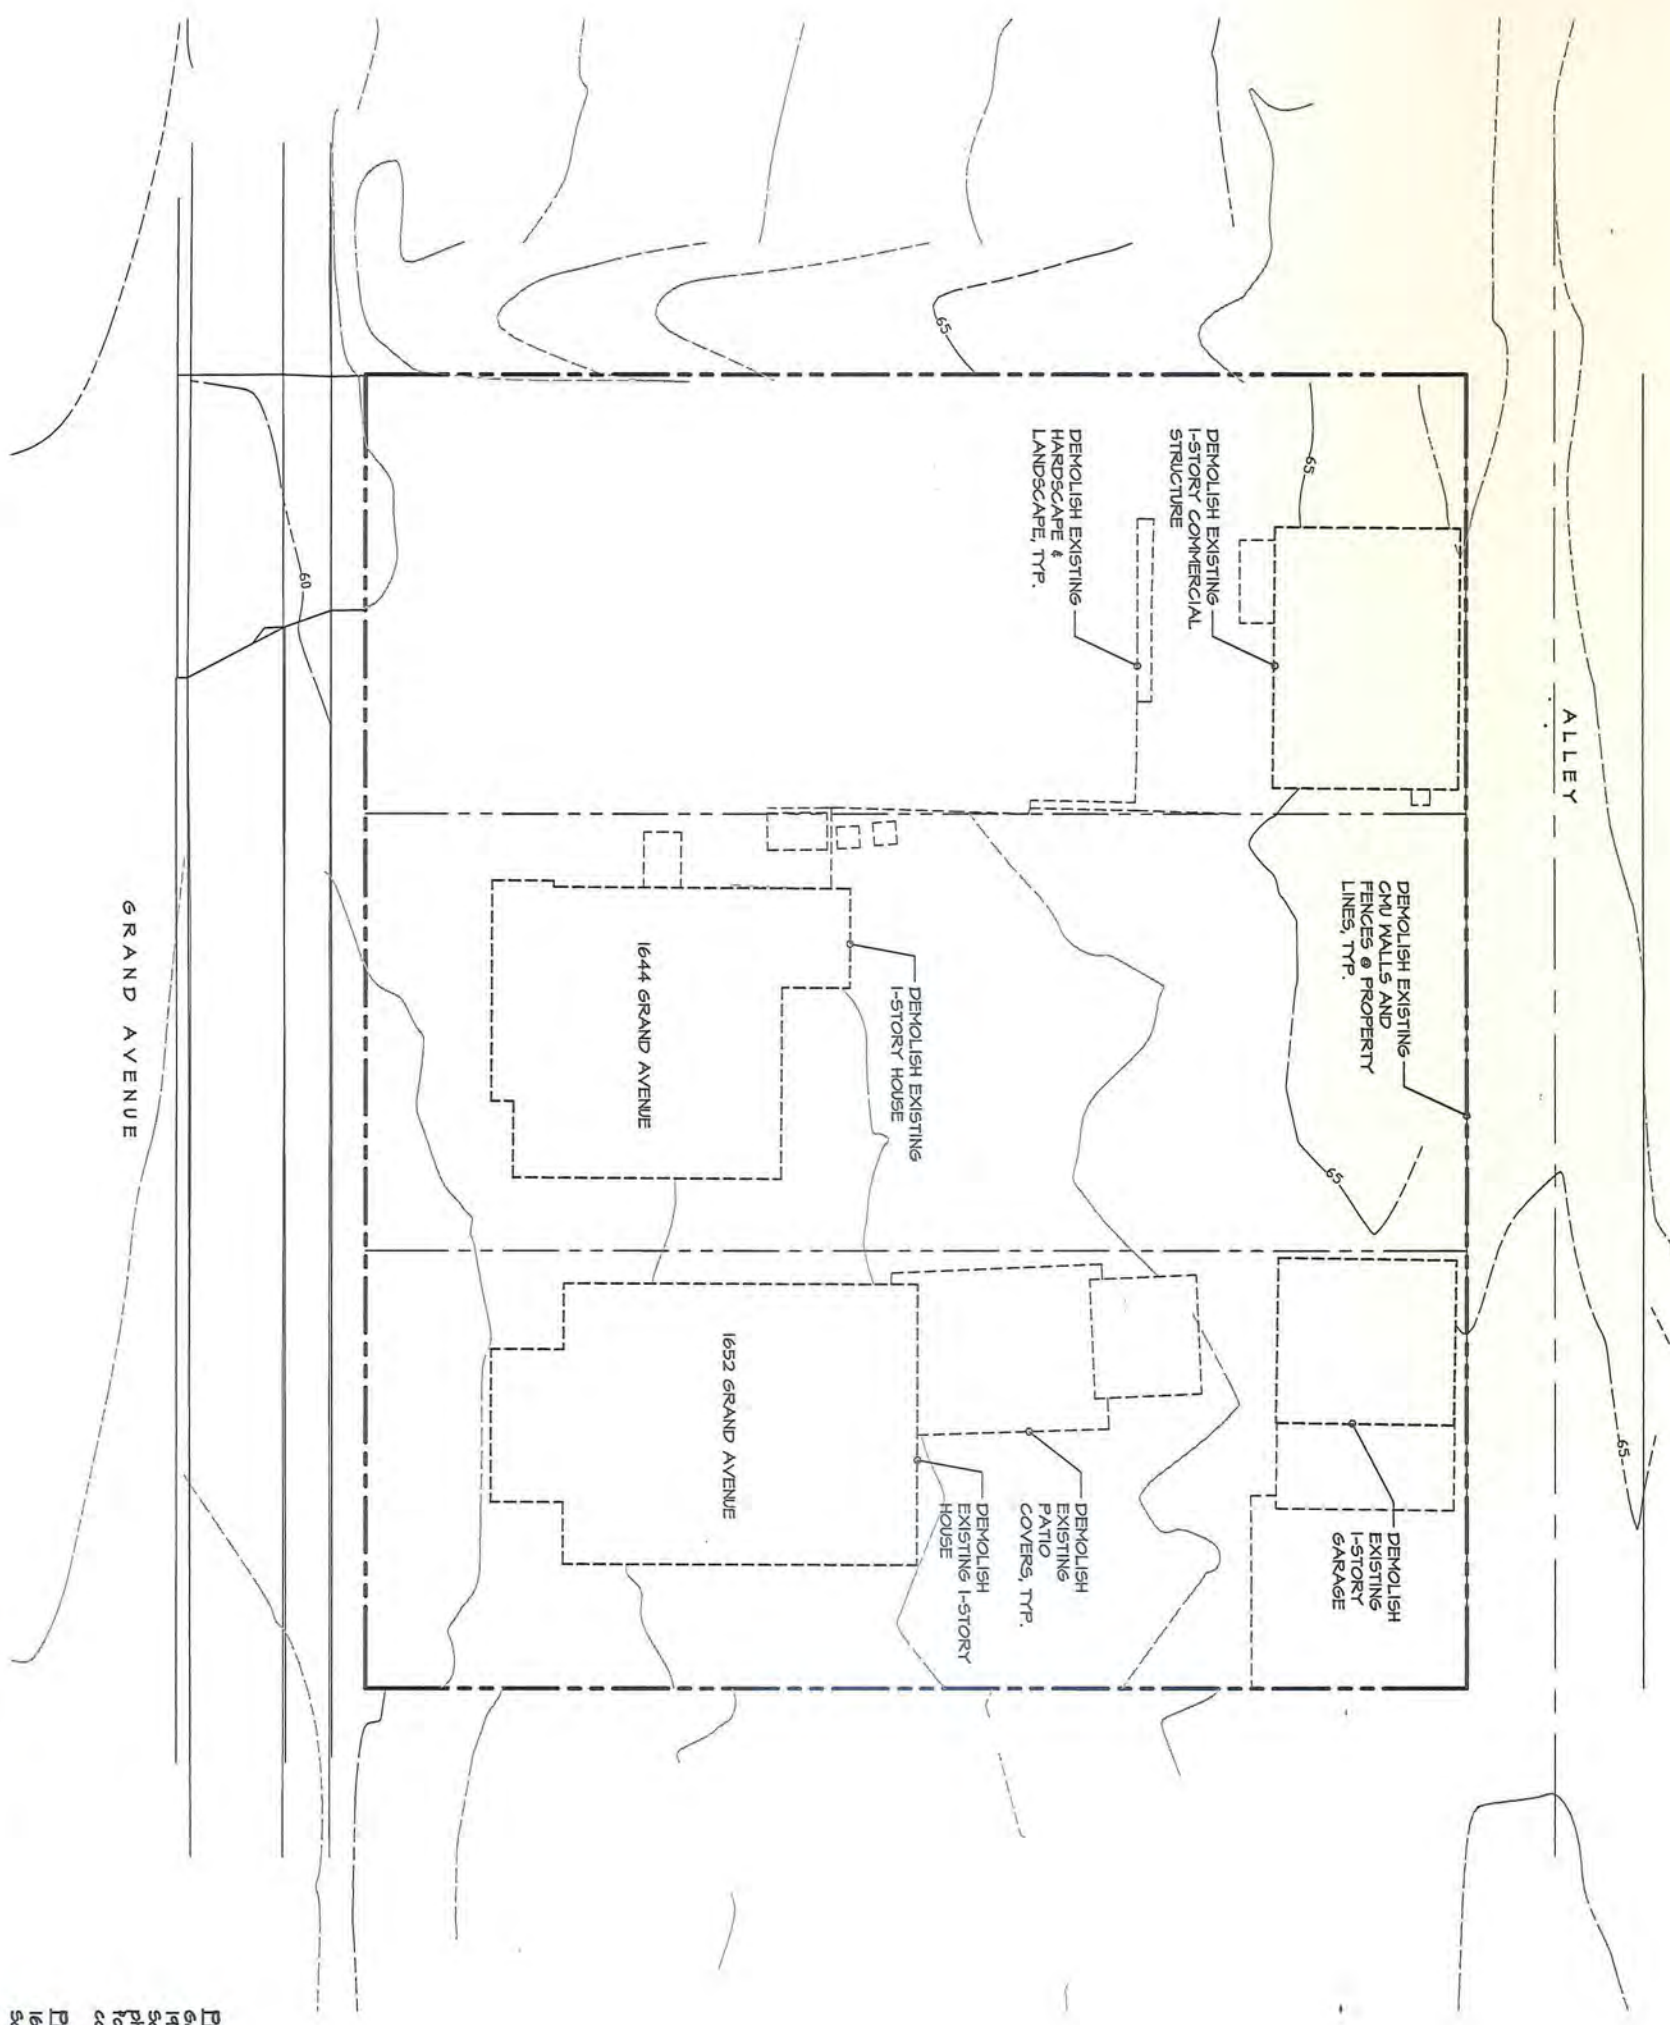 ALLEY
65
65
65
65
60
DEMOLISH EXISTING
1-STORY COMMERCIAL
STRUCTURE
DEMOLISH EXISTING
HARDSCAPE &
LANDSCAPE, TYP.
DEMOLISH EXISTING
CMU WALLS AND
FENCES @ PROPERTY
LINES, TYP.
DEMOLISH EXISTING
1-STORY HOUSE
1644 GRAND AVENUE
DEMOLISH
EXISTING
1-STORY
GARAGE
DEMOLISH
EXISTING
PATIO
COVERS, TYP.
DEMOLISH
EXISTING 1-STORY
HOUSE
1652 GRAND AVENUE
65
GRAND AVENUE